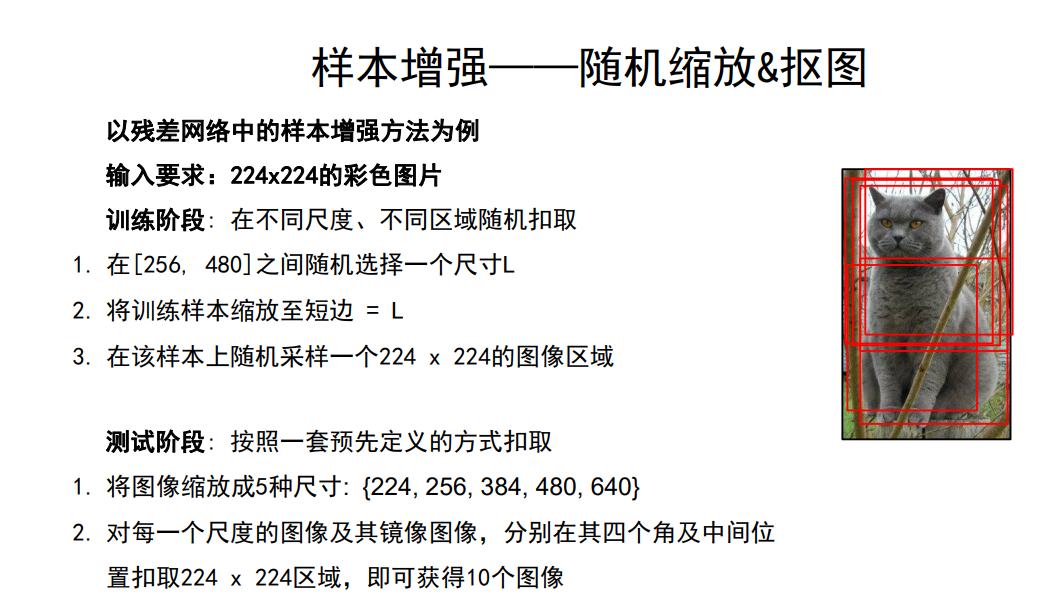 样本增强——随机缩放&抠图
以残差网络中的样本增强方法为例
输入要求：224x224的彩色图片
训练阶段：在不同尺度、不同区域随机扣取
1. 在[256, 480]之间随机选择一个尺寸L
2. 将训练样本缩放至短边 = L
3. 在该样本上随机采样一个224 x 224的图像区域
测试阶段：按照一套预先定义的方式扣取
1. 将图像缩放成5种尺寸: {224, 256, 384, 480, 640}
2. 对每一个尺度的图像及其镜像图像，分别在其四个角及中间位
置扣取224 x 224区域，即可获得10个图像